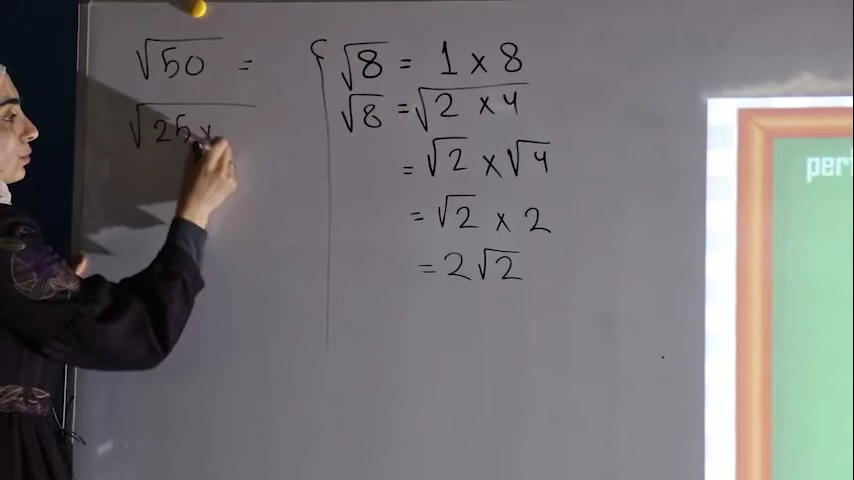 √50 =
√25×
√8 = 1 × 8
√8 = √2 × 4
= √2 × √4
= √2 × 2
= 2√2
per